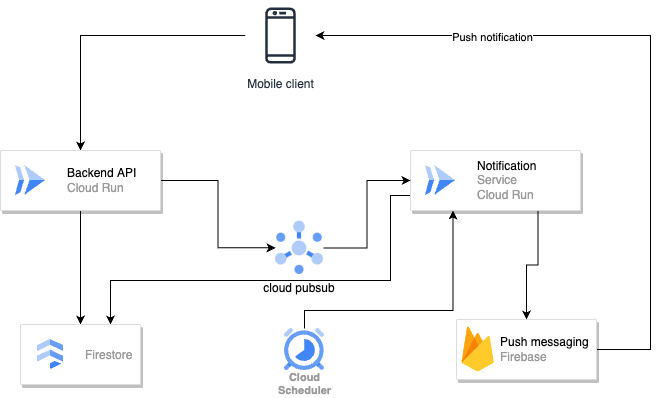 Push notification
Mobile client
Backend API
Cloud Run
Notification
Service
Cloud Run
cloud pubsub
Firestore
Cloud
Scheduler
Push messaging
Firebase